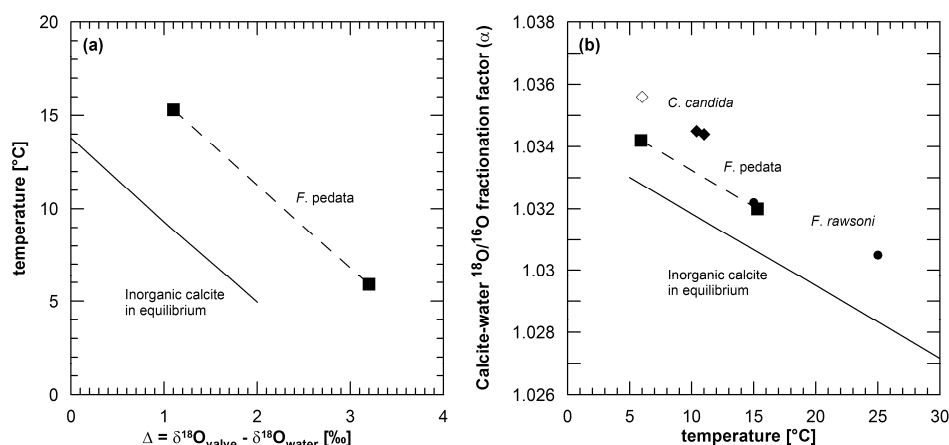 (a)
20
15
10
5
0
temperature [°C]
F. pedata
Inorganic calcite
in equilibrium
0
1
2
3
4
Δ = δ18Ovalve - δ18Owater [‰]
(b)
1.038
1.036
1.034
1.032
1.03
1.028
1.026
Calcite-water 18O/16O fractionation factor (α)
C. candida
F. pedata
F. rawsoni
Inorganic calcite
in equilibrium
0
5
10
15
20
25
30
temperature [°C]